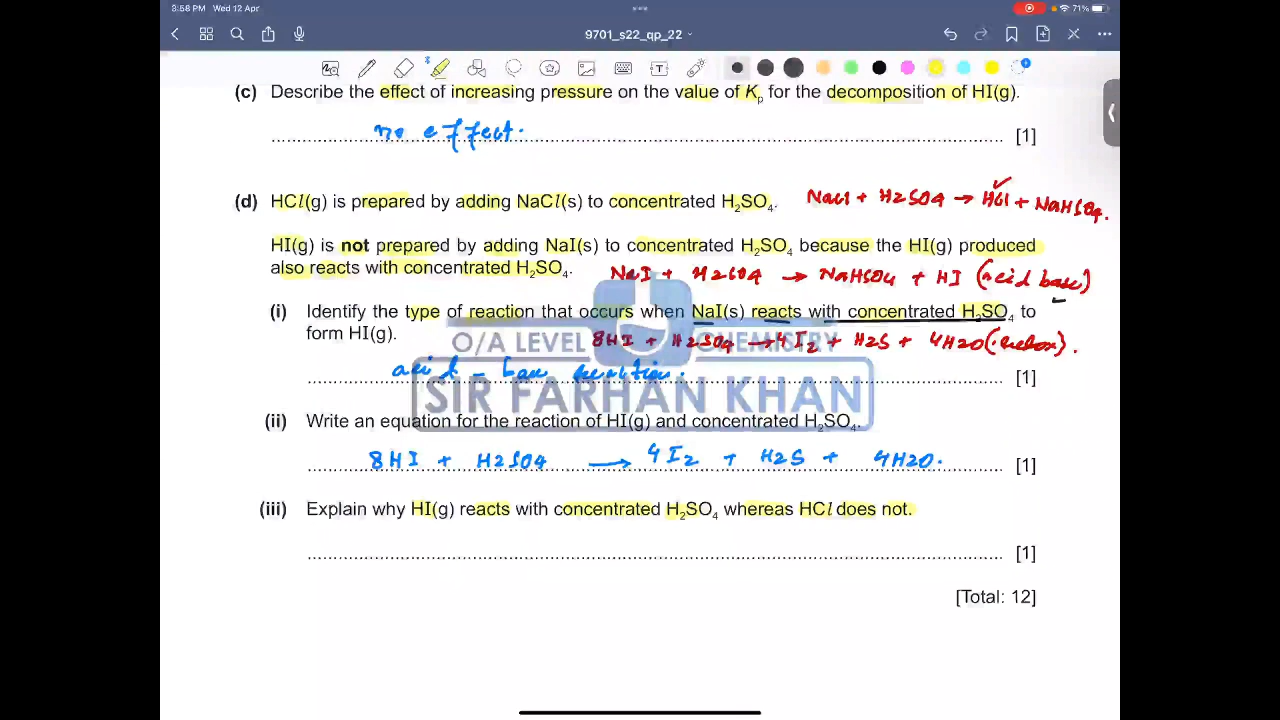 3:58 PM Wed 12 Apr
71%
9701_s22_qp_22
(c) Describe the effect of increasing pressure on the value of Kp for the decomposition of HI(g).
no effect. [1]
(d) HCl(g) is prepared by adding NaCl(s) to concentrated H2SO4.
NaCl + H2SO4 → HCl + NaHSO4.
HI(g) is not prepared by adding NaI(s) to concentrated H2SO4 because the HI(g) produced
also reacts with concentrated H2SO4.
NaI + H2SO4 → NaHSO4 + HI (acid base)
(i) Identify the type of reaction that occurs when NaI(s) reacts with concentrated H2SO4 to
form HI(g).
8HI + H2SO4 → 4I2 + H2S + 4H2O (redox).
O/A LEVEL CHEMISTRY
acid - base reaction. [1]
SIR FARHAN KHAN
(ii) Write an equation for the reaction of HI(g) and concentrated H2SO4.
8HI + H2SO4 → 4I2 + H2S + 4H2O. [1]
(iii) Explain why HI(g) reacts with concentrated H2SO4 whereas HCl does not.
[1]
[Total: 12]